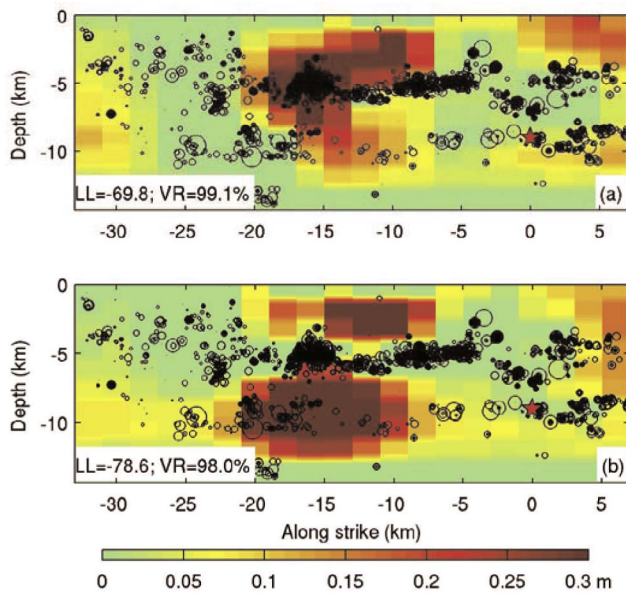 0
-5
-10
Depth (km)
LL=-69.8; VR=99.1%
(a)
-30 -25 -20 -15 -10 -5 0 5
0
-5
-10
Depth (km)
LL=-78.6; VR=98.0%
(b)
-30 -25 -20 -15 -10 -5 0 5
Along strike (km)
0 0.05 0.1 0.15 0.2 0.25 0.3 m